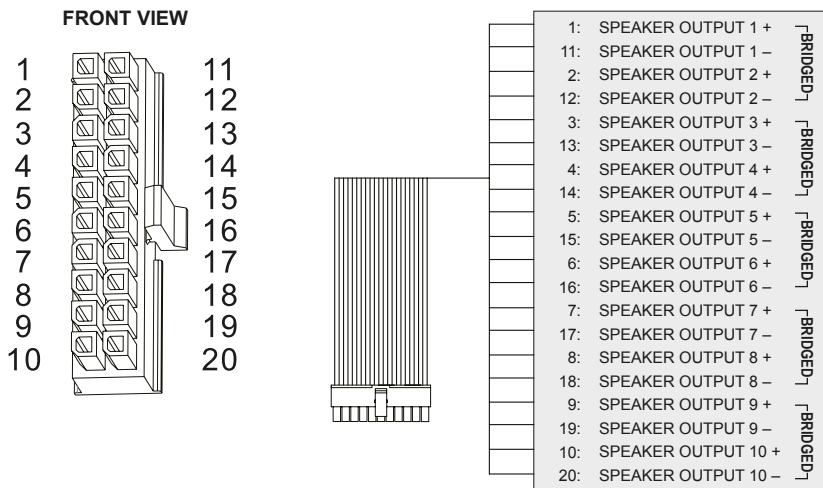 FRONT VIEW
1 11
2 12
3 13
4 14
5 15
6 16
7 17
8 18
9 19
10 20
1: SPEAKER OUTPUT 1 +
11: SPEAKER OUTPUT 1 –
2: SPEAKER OUTPUT 2 +
12: SPEAKER OUTPUT 2 –
BRIDGED
3: SPEAKER OUTPUT 3 +
13: SPEAKER OUTPUT 3 –
4: SPEAKER OUTPUT 4 +
14: SPEAKER OUTPUT 4 –
BRIDGED
5: SPEAKER OUTPUT 5 +
15: SPEAKER OUTPUT 5 –
6: SPEAKER OUTPUT 6 +
16: SPEAKER OUTPUT 6 –
BRIDGED
7: SPEAKER OUTPUT 7 +
17: SPEAKER OUTPUT 7 –
8: SPEAKER OUTPUT 8 +
18: SPEAKER OUTPUT 8 –
BRIDGED
9: SPEAKER OUTPUT 9 +
19: SPEAKER OUTPUT 9 –
10: SPEAKER OUTPUT 10 +
20: SPEAKER OUTPUT 10 –
BRIDGED